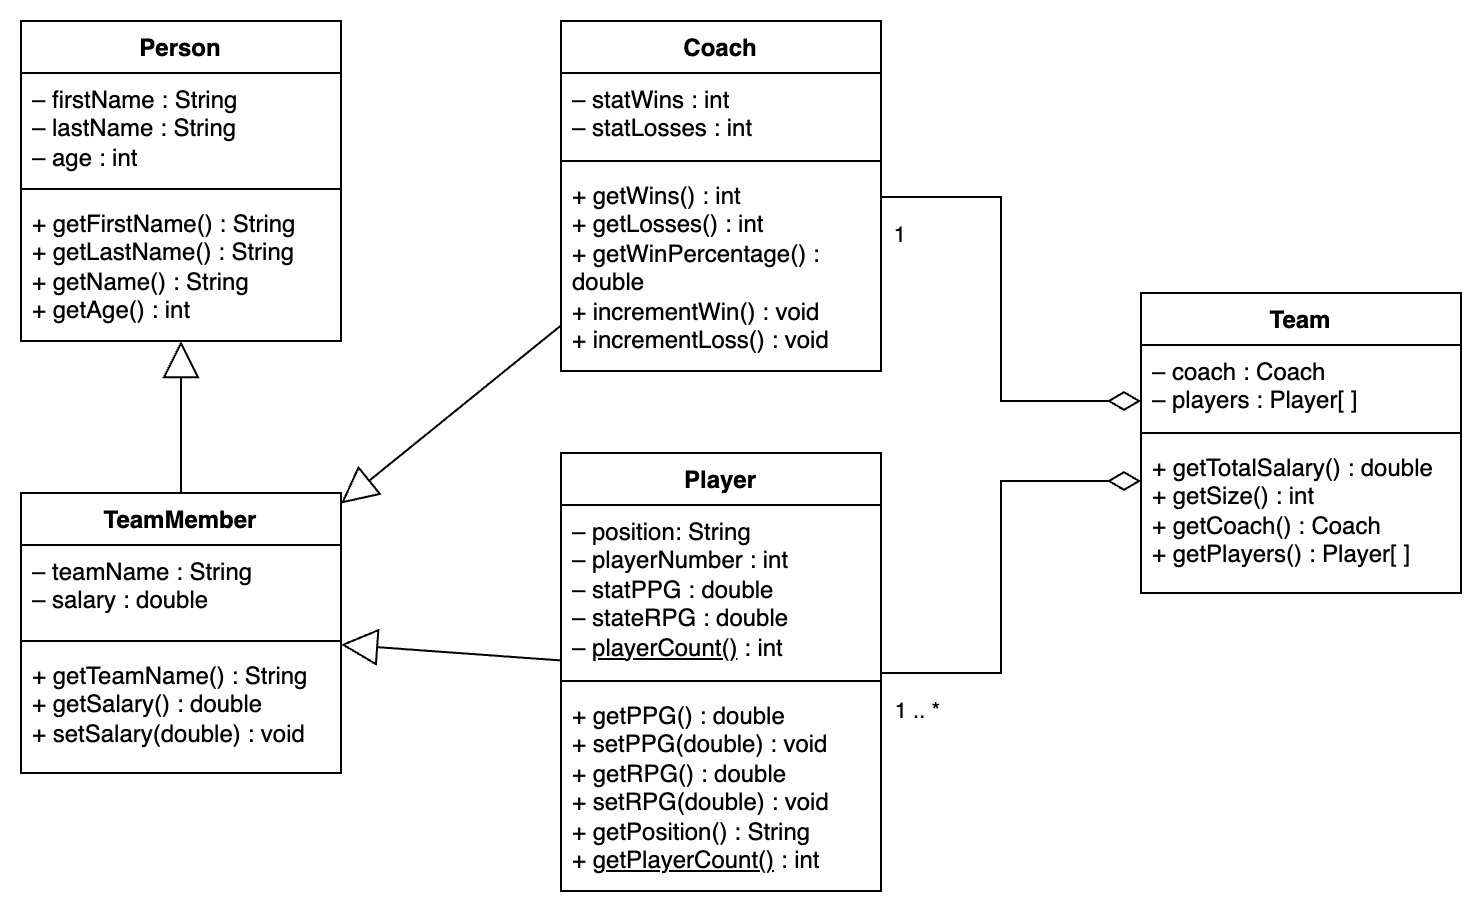 Person
– firstName : String
– lastName : String
– age : int
+ getFirstName() : String
+ getLastName() : String
+ getName() : String
+ getAge() : int
TeamMember
– teamName : String
– salary : double
+ getTeamName() : String
+ getSalary() : double
+ setSalary(double) : void
Coach
– statWins : int
– statLosses : int
+ getWins() : int
+ getLosses() : int
+ getWinPercentage() :
double
+ incrementWin() : void
+ incrementLoss() : void
1
Player
– position: String
– playerNumber : int
– statPPG : double
– stateRPG : double
– playerCount() : int
+ getPPG() : double
+ setPPG(double) : void
+ getRPG() : double
+ setRPG(double) : void
+ getPosition() : String
+ getPlayerCount() : int
1 .. *
Team
– coach : Coach
– players : Player[ ]
+ getTotalSalary() : double
+ getSize() : int
+ getCoach() : Coach
+ getPlayers() : Player[ ]